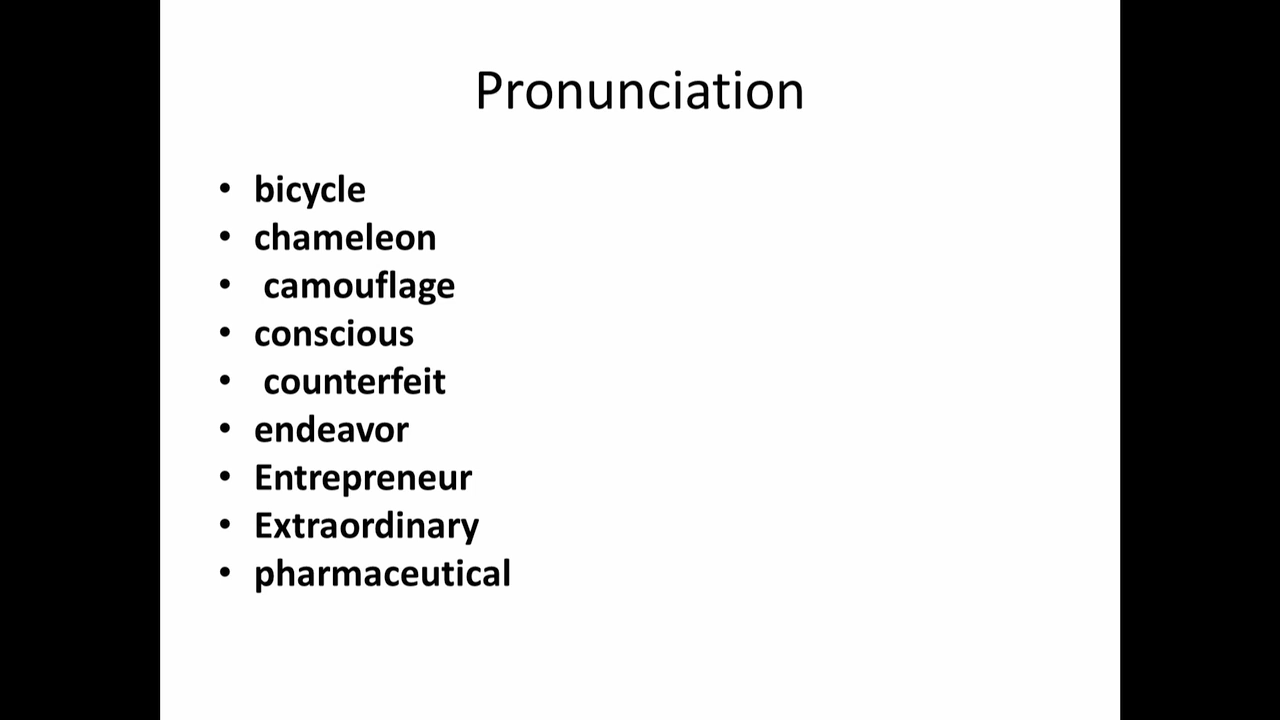 Pronunciation
• bicycle
• chameleon
• camouflage
• conscious
• counterfeit
• endeavor
• Entrepreneur
• Extraordinary
• pharmaceutical